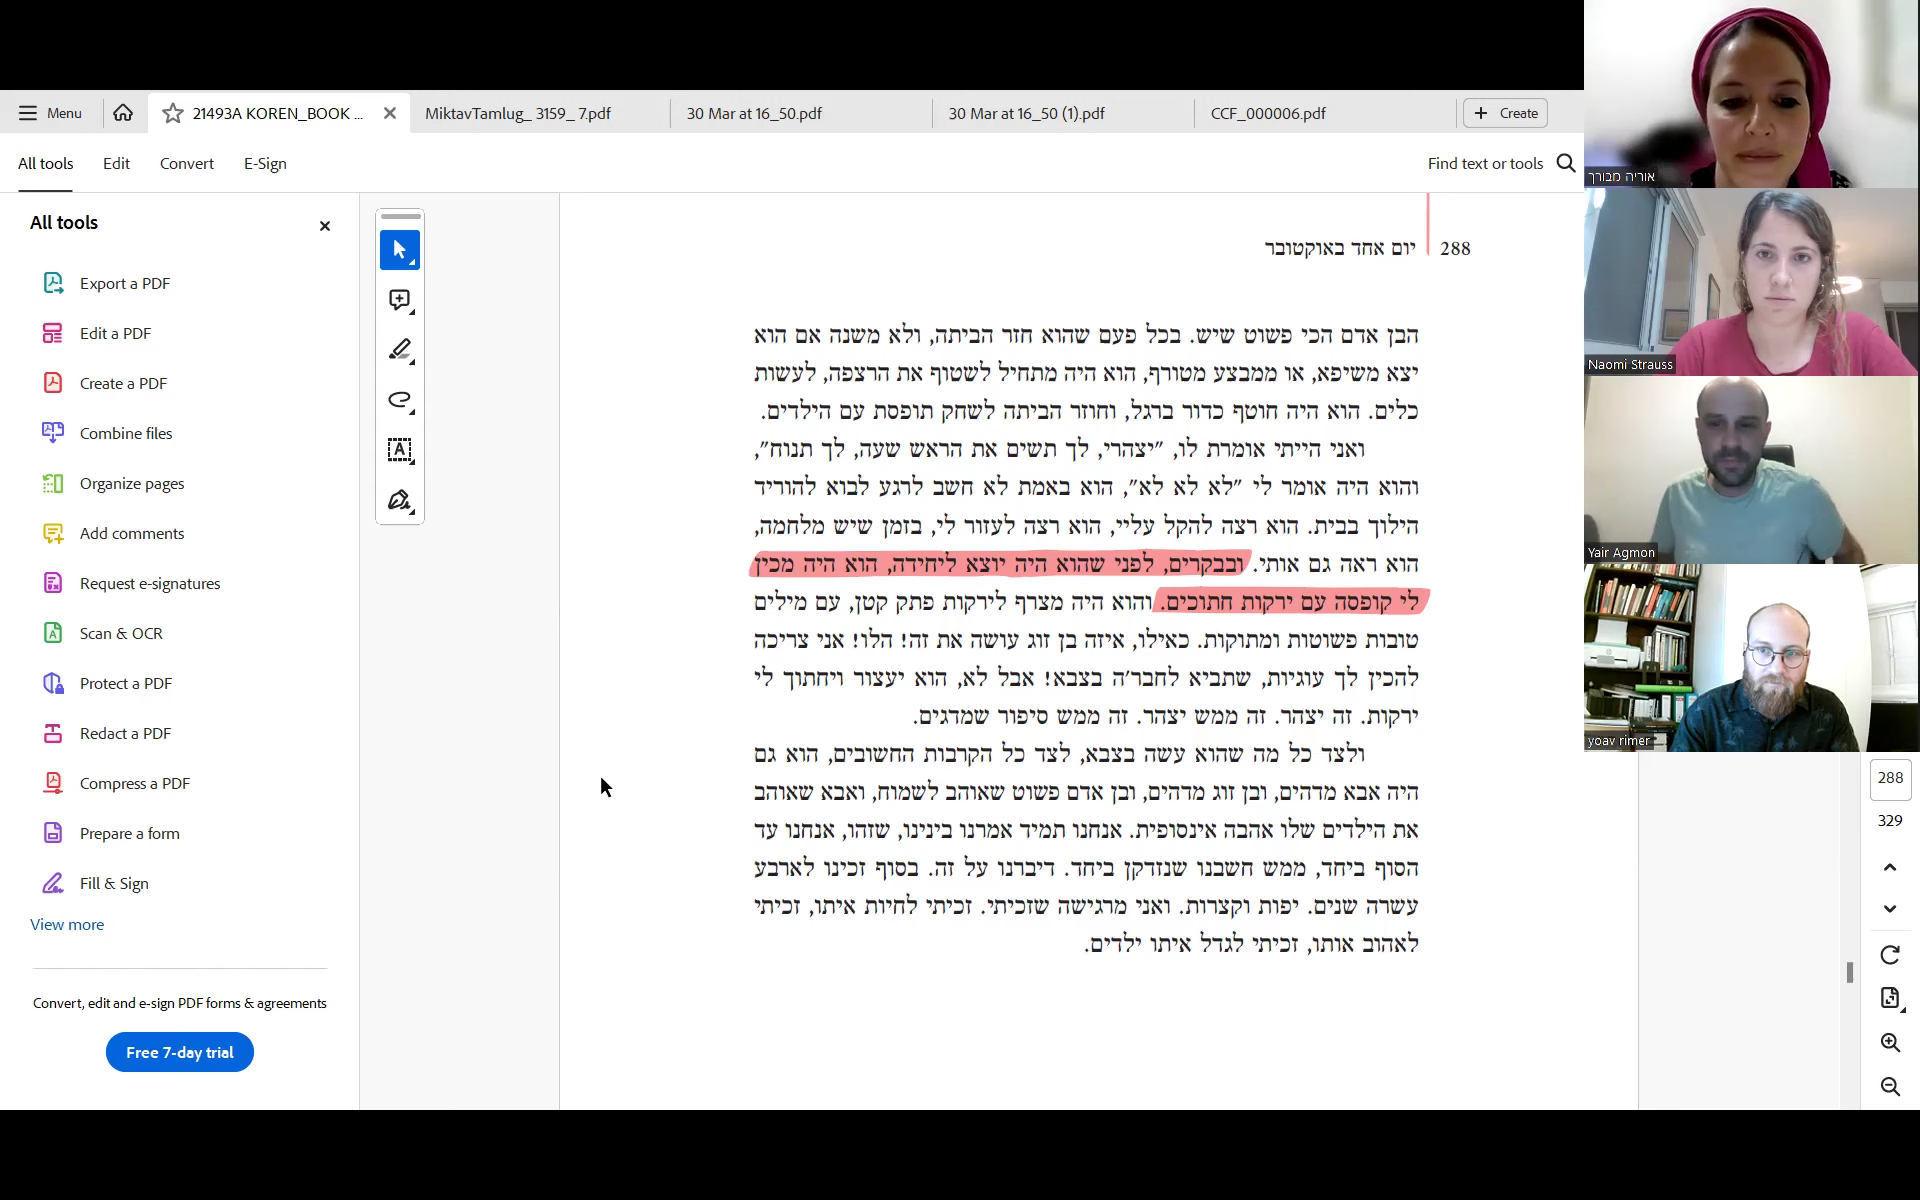 Menu
21493A KOREN_BOOK ...
MiktavTamlug_ 3159_ 7.pdf
30 Mar at 16_50.pdf
30 Mar at 16_50 (1).pdf
CCF_000006.pdf
Create
All tools
Edit
Convert
E-Sign
Find text or tools
All tools
Export a PDF
Edit a PDF
Create a PDF
Combine files
Organize pages
Add comments
Request e-signatures
Scan & OCR
Protect a PDF
Redact a PDF
Compress a PDF
Prepare a form
Fill & Sign
View more
Convert, edit and e-sign PDF forms & agreements
Free 7-day trial
288 יום אחד באוקטובר
הבן אדם הכי פשוט שיש. בכל פעם שהוא חזר הביתה, ולא משנה אם הוא
יצא משיפא, או ממבצע מטורף, הוא היה מתחיל לשטוף את הרצפה, לעשות
כלים. הוא היה חוטף כדור ברגל, וחוזר הביתה לשחק תופסת עם הילדים.
ואני הייתי אומרת לו, "יצהרי, לך תשים את הראש שעה, לך תנוח",
והוא היה אומר לי "לא לא לא", הוא באמת לא חשב לרגע לבוא להוריד
הילוך בבית. הוא רצה להקל עליי, הוא רצה לעזור לי, בזמן שיש מלחמה,
הוא ראה גם אותי. ובבקרים, לפני שהוא היה יוצא ליחידה, הוא היה מכין
לי קופסה עם ירקות חתוכים. והוא היה מצרף לירקות פתק קטן, עם מילים
טובות פשוטות ומתוקות. כאילו, איזה בן זוג עושה את זה! הלו! אני צריכה
להכין לך עוגיות, שתביא לחבר'ה בצבא! אבל לא, הוא יעצור ויחתוך לי
ירקות. זה יצהר. זה ממש יצהר. זה ממש סיפור שמדגים.
ולצד כל מה שהוא עשה בצבא, לצד כל הקרבות החשובים, הוא גם
היה אבא מדהים, ובן זוג מדהים, ובן אדם פשוט שאוהב לשמוח, ואבא שאוהב
את הילדים שלו אהבה אינסופית. אנחנו תמיד אמרנו בינינו, שזהו, אנחנו עד
הסוף ביחד, ממש חשבנו שנזדקן ביחד. דיברנו על זה. בסוף זכינו לארבע
עשרה שנים. יפות וקצרות. ואני מרגישה שזכיתי. זכיתי לחיות איתו, זכיתי
לאהוב אותו, זכיתי לגדל איתו ילדים.
אוריה מבורך
Naomi Strauss
Yair Agmon
yoav rimer
288
329